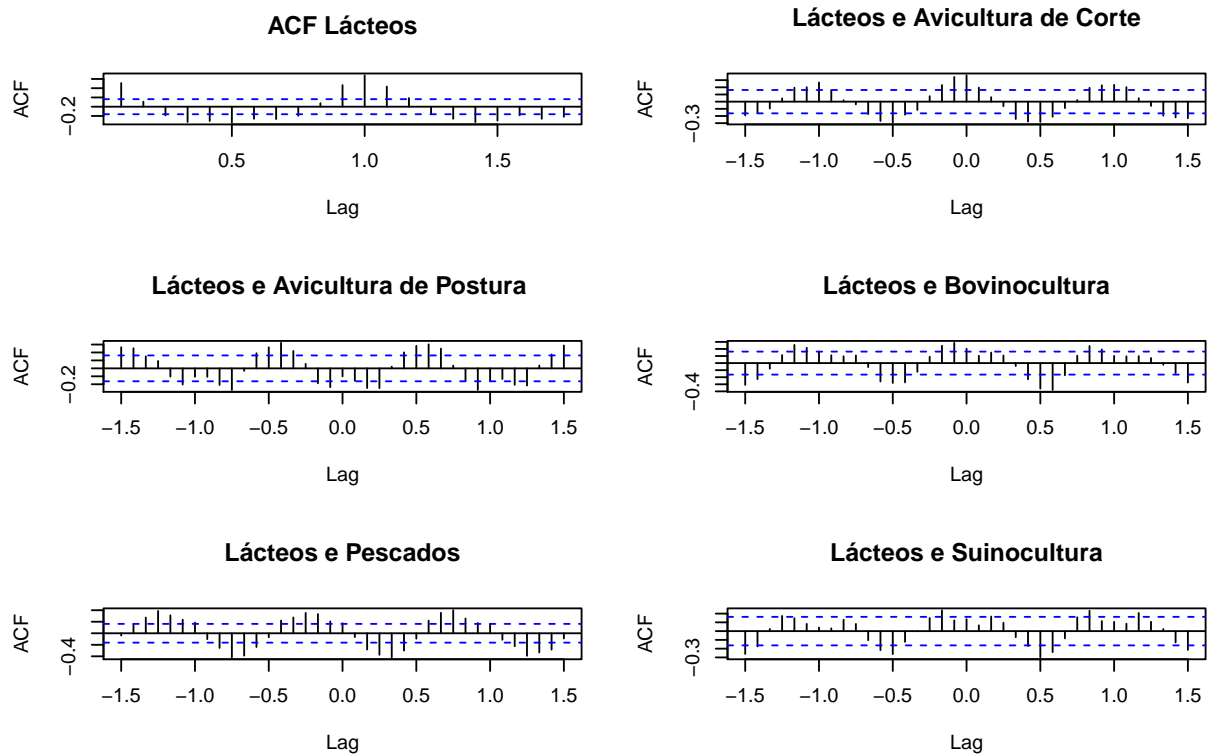 ACF Lácteos
ACF
−0.2
0.5 1.0 1.5
Lag
Lácteos e Avicultura de Corte
ACF
−0.3
−1.5 −1.0 −0.5 0.0 0.5 1.0 1.5
Lag
Lácteos e Avicultura de Postura
ACF
−0.2
−1.5 −1.0 −0.5 0.0 0.5 1.0 1.5
Lag
Lácteos e Bovinocultura
ACF
−0.4
−1.5 −1.0 −0.5 0.0 0.5 1.0 1.5
Lag
Lácteos e Pescados
ACF
−0.4
−1.5 −1.0 −0.5 0.0 0.5 1.0 1.5
Lag
Lácteos e Suinocultura
ACF
−0.3
−1.5 −1.0 −0.5 0.0 0.5 1.0 1.5
Lag